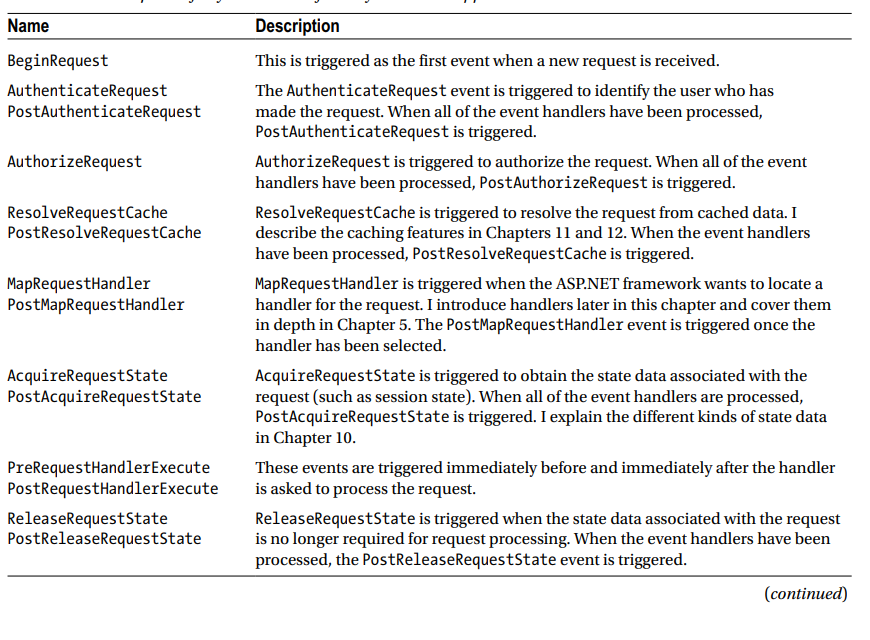 Name Description
BeginRequest This is triggered as the first event when a new request is received.
AuthenticateRequest The AuthenticateRequest event is triggered to identify the user who has
PostAuthenticateRequest made the request. When all of the event handlers have been processed,
PostAuthenticateRequest is triggered.
AuthorizeRequest AuthorizeRequest is triggered to authorize the request. When all of the event
handlers have been processed, PostAuthorizeRequest is triggered.
ResolveRequestCache ResolveRequestCache is triggered to resolve the request from cached data. I
PostResolveRequestCache describe the caching features in Chapters 11 and 12. When the event handlers
have been processed, PostResolveRequestCache is triggered.
MapRequestHandler MapRequestHandler is triggered when the ASP.NET framework wants to locate a
PostMapRequestHandler handler for the request. I introduce handlers later in this chapter and cover them
in depth in Chapter 5. The PostMapRequestHandler event is triggered once the
handler has been selected.
AcquireRequestState AcquireRequestState is triggered to obtain the state data associated with the
PostAcquireRequestState request (such as session state). When all of the event handlers are processed,
PostAcquireRequestState is triggered. I explain the different kinds of state data
in Chapter 10.
PreRequestHandlerExecute These events are triggered immediately before and immediately after the handler
PostRequestHandlerExecute is asked to process the request.
ReleaseRequestState ReleaseRequestState is triggered when the state data associated with the request
PostReleaseRequestState is no longer required for request processing. When the event handlers have been
processed, the PostReleaseRequestState event is triggered.
(continued)